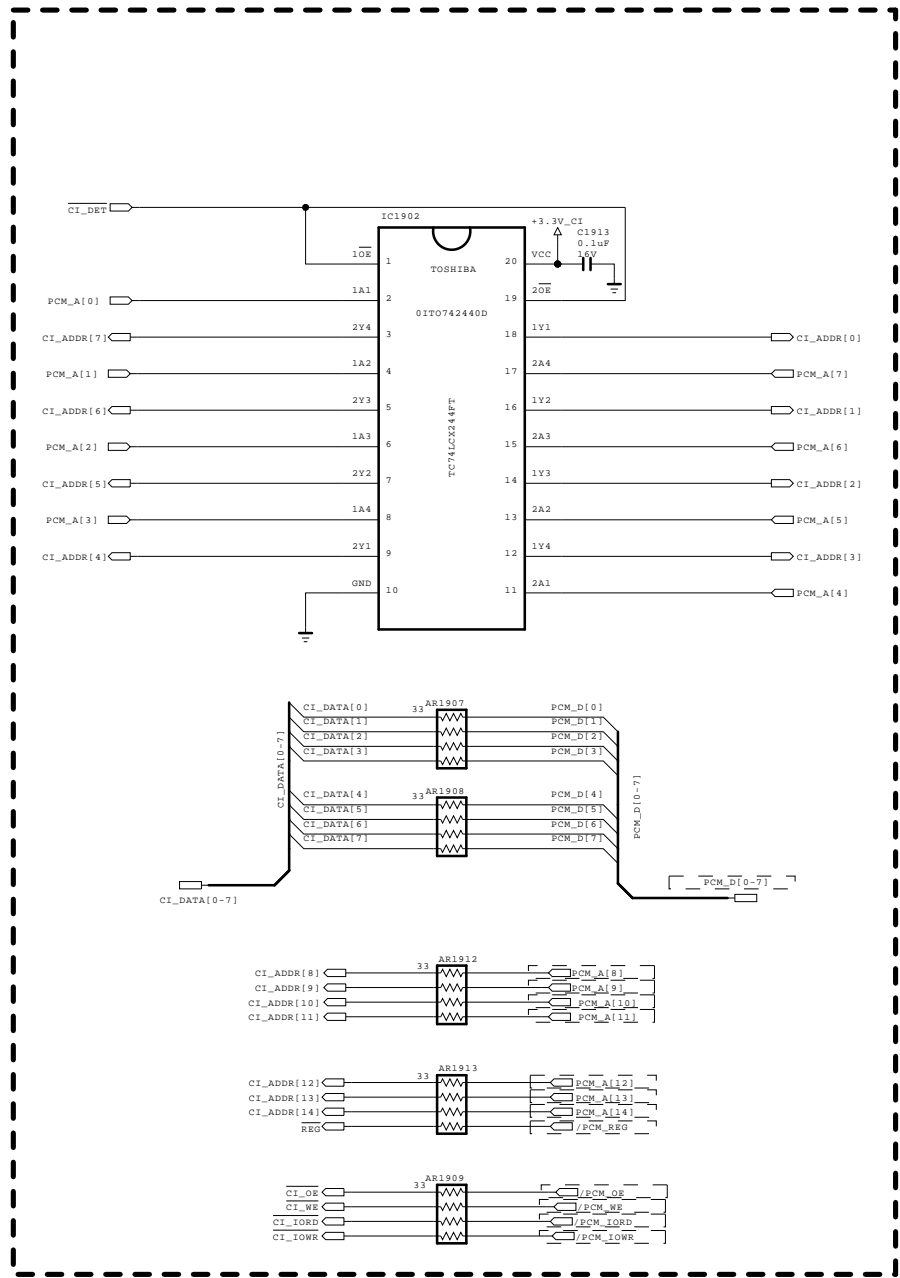 CI_DET
IC1902
+3.3V_CI
C1913
0.1uF
16V
1OE
1
TOSHIBA
20
VCC
PCM_A[0]
1A1
2
0ITO742440D
19
2OE
CI_ADDR[7]
2Y4
3
18
1Y1
CI_ADDR[0]
PCM_A[1]
1A2
4
17
2A4
PCM_A[7]
CI_ADDR[6]
2Y3
5
TC74LCX244FT
16
1Y2
CI_ADDR[1]
PCM_A[2]
1A3
6
15
2A3
PCM_A[6]
CI_ADDR[5]
2Y2
7
14
1Y3
CI_ADDR[2]
PCM_A[3]
1A4
8
13
2A2
PCM_A[5]
CI_ADDR[4]
2Y1
9
12
1Y4
CI_ADDR[3]
GND
10
11
2A1
PCM_A[4]
AR1907
33
CI_DATA[0]
PCM_D[0]
CI_DATA[1]
PCM_D[1]
CI_DATA[2]
PCM_D[2]
CI_DATA[3]
PCM_D[3]
CI_DATA[0-7]
PCM_D[0-7]
AR1908
33
CI_DATA[4]
PCM_D[4]
CI_DATA[5]
PCM_D[5]
CI_DATA[6]
PCM_D[6]
CI_DATA[7]
PCM_D[7]
CI_DATA[0-7]
PCM_D[0-7]
AR1912
33
CI_ADDR[8]
PCM_A[8]
CI_ADDR[9]
PCM_A[9]
CI_ADDR[10]
PCM_A[10]
CI_ADDR[11]
PCM_A[11]
AR1913
33
CI_ADDR[12]
PCM_A[12]
CI_ADDR[13]
PCM_A[13]
CI_ADDR[14]
PCM_A[14]
REG
/PCM_REG
AR1909
33
CI_OE
/PCM_OE
CI_WE
/PCM_WE
CI_IORD
/PCM_IORD
CI_IOWR
/PCM_IOWR